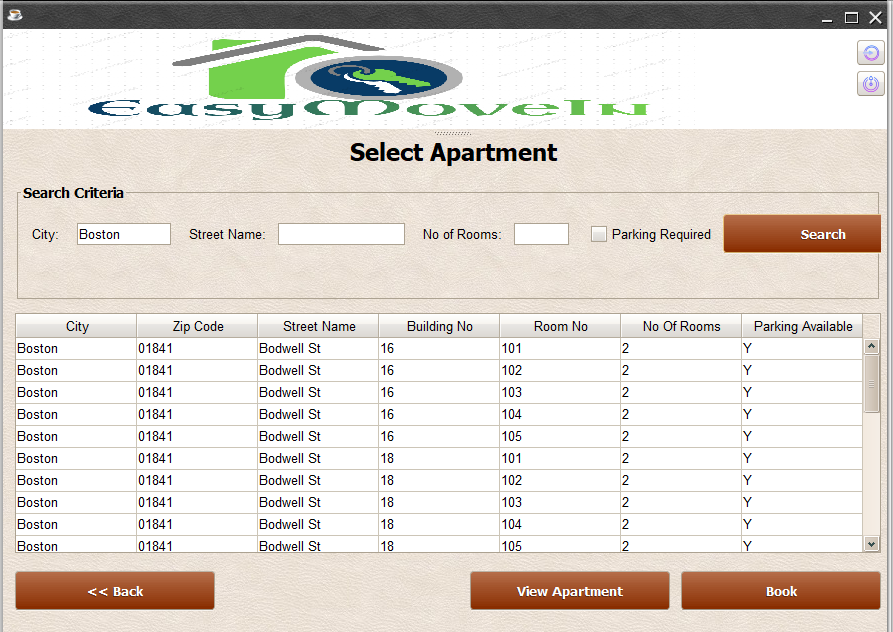 EasyMoveIn
Select Apartment
Search Criteria
City: Boston Street Name: No of Rooms: Parking Required Search
City Zip Code Street Name Building No Room No No Of Rooms Parking Available
Boston 01841 Bodwell St 16 101 2 Y
Boston 01841 Bodwell St 16 102 2 Y
Boston 01841 Bodwell St 16 103 2 Y
Boston 01841 Bodwell St 16 104 2 Y
Boston 01841 Bodwell St 16 105 2 Y
Boston 01841 Bodwell St 18 101 2 Y
Boston 01841 Bodwell St 18 102 2 Y
Boston 01841 Bodwell St 18 103 2 Y
Boston 01841 Bodwell St 18 104 2 Y
Boston 01841 Bodwell St 18 105 2 Y
<< Back View Apartment Book